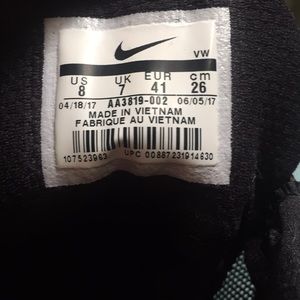 VW
US UK EUR cm
8 7 41 26
04/18/17 AA3819-002 06/05/17
MADE IN VIETNAM
FABRIQUE AU VIETNAM
107523963 UPC 00887231914630